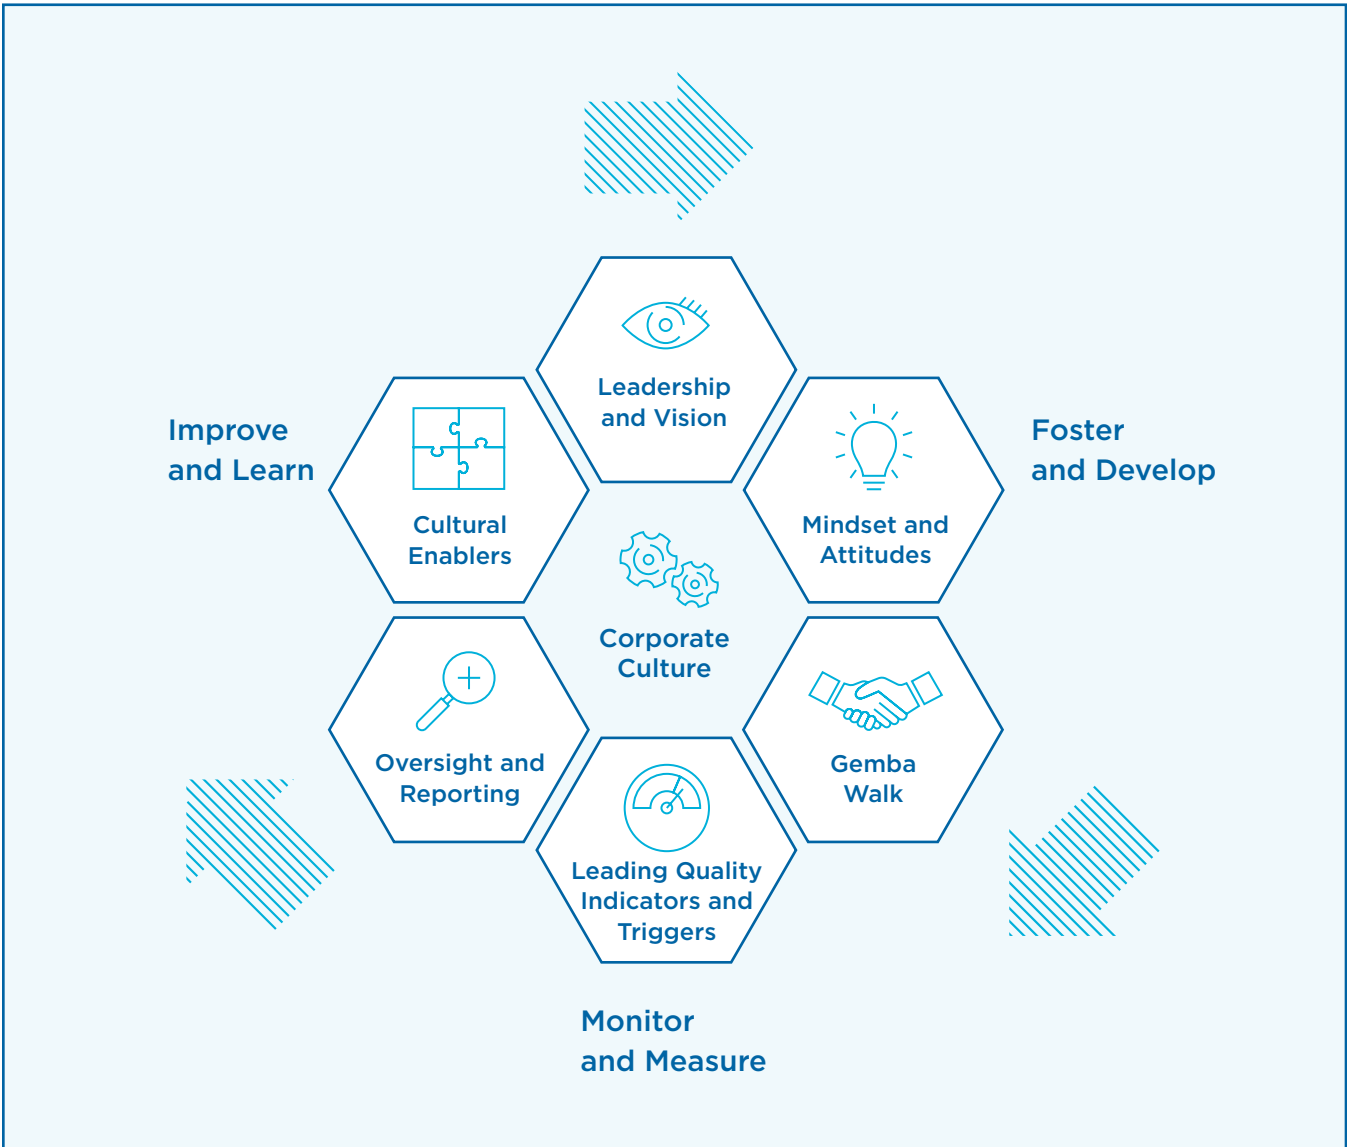 Leadership
and Vision
Improve
and Learn
Foster
and Develop
Cultural
Enablers
Mindset and
Attitudes
Corporate
Culture
Oversight and
Reporting
Gemba
Walk
Leading Quality
Indicators and
Triggers
Monitor
and Measure